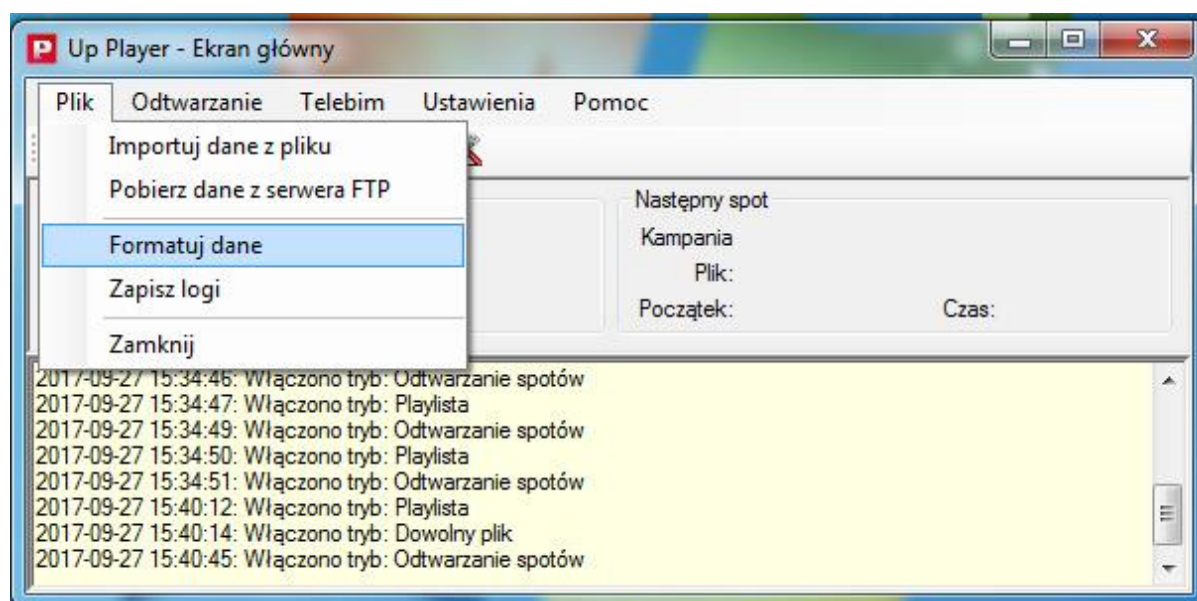 Up Player - Ekran główny
Plik Odtwarzanie Telebim Ustawienia Pomoc
Importuj dane z pliku
Pobierz dane z serwera FTP
Formatuj dane
Zapisz logi
Zamknij
Następny spot
Kampania
Plik:
Początek: Czas:
2017-09-27 15:34:46: Włączono tryb: Odtwarzanie spotów
2017-09-27 15:34:47: Włączono tryb: Playlista
2017-09-27 15:34:49: Włączono tryb: Odtwarzanie spotów
2017-09-27 15:34:50: Włączono tryb: Playlista
2017-09-27 15:34:51: Włączono tryb: Odtwarzanie spotów
2017-09-27 15:40:12: Włączono tryb: Playlista
2017-09-27 15:40:14: Włączono tryb: Dowolny plik
2017-09-27 15:40:45: Włączono tryb: Odtwarzanie spotów